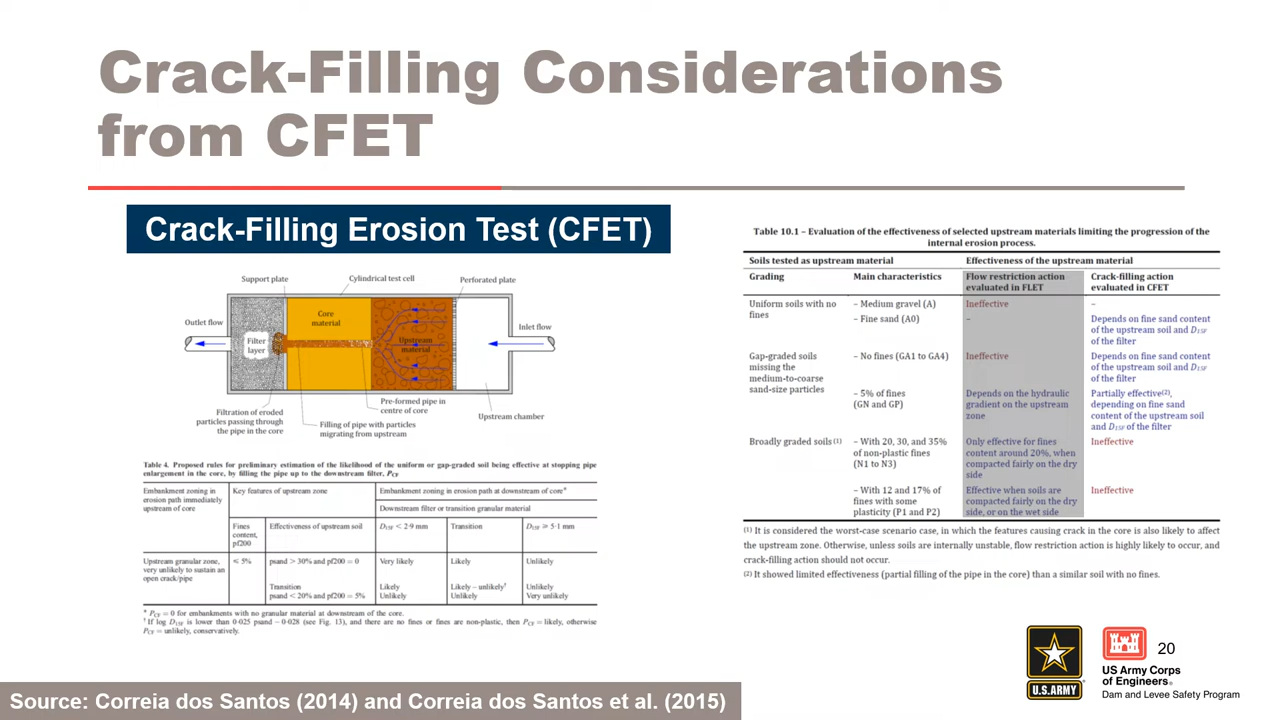 Crack-Filling Considerations
from CFET
Crack-Filling Erosion Test (CFET)
Support plate
Cylindrical test cell
Perforated plate
Outlet flow
Core
material
Filter
layer
Upstream
material
Inlet flow
Pre-formed pipe in
centre of core
Upstream chamber
Filtration of eroded
particles passing through
the pipe in the core
Filling of pipe with particles
migrating from upstream
Table 4. Proposed rules for preliminary estimation of the likelihood of the uniform or gap-graded soil being effective at stopping pipe
enlargement in the core, by filling the pipe up to the downstream filter, PCF
Embankment zoning in
erosion path immediately
upstream of core
Key features of upstream zone
Embankment zoning in erosion path at downstream of core*
Downstream filter or transition granular material
Fines
content,
pf200
Effectiveness of upstream soil
D15F < 2·9 mm
Transition
D15F ⩾ 5·1 mm
Upstream granular zone,
very unlikely to sustain an
open crack/pipe
⩽ 5%
psand > 30% and pf200 = 0
Very likely
Likely
Unlikely
Transition
Likely
Likely – unlikely†
Unlikely
psand < 20% and pf200 = 5%
Unlikely
Unlikely
Very unlikely
* PCF = 0 for embankments with no granular material at downstream of the core.
† If log D15F is lower than 0·025 psand − 0·028 (see Fig. 13), and there are no fines or fines are non-plastic, then PCF = likely, otherwise
PCF = unlikely, conservatively.
Table 10.1 – Evaluation of the effectiveness of selected upstream materials limiting the progression of the
internal erosion process.
Soils tested as upstream material
Effectiveness of the upstream material
Grading
Main characteristics
Flow restriction action
evaluated in FLET
Crack-filling action
evaluated in CFET
Uniform soils with no
fines
– Medium gravel (A)
Ineffective
–
– Fine sand (A0)
–
Depends on fine sand content
of the upstream soil and D15F
of the filter
Gap-graded soils
missing the
medium-to-coarse
sand-size particles
– No fines (GA1 to GA4)
Ineffective
Depends on fine sand content
of the upstream soil and D15F
of the filter
– 5% of fines
(GN and GP)
Depends on the hydraulic
gradient on the upstream
zone
Partially effective(2),
depending on fine sand
content of the upstream soil
and D15F of the filter
Broadly graded soils (1)
– With 20, 30, and 35%
of non-plastic fines
(N1 to N3)
Only effective for fines
content around 20%, when
compacted fairly on the dry
side
Ineffective
– With 12 and 17% of
fines with some
plasticity (P1 and P2)
Effective when soils are
compacted fairly on the dry
side, or on the wet side
Ineffective
(1) It is considered the worst-case scenario case, in which the features causing crack in the core is also likely to affect
the upstream zone. Otherwise, unless soils are internally unstable, flow restriction action is highly likely to occur, and
crack-filling action should not occur.
(2) It showed limited effectiveness (partial filling of the pipe in the core) than a similar soil with no fines.
U.S.ARMY
20
US Army Corps
of Engineers®
Dam and Levee Safety Program
Source: Correia dos Santos (2014) and Correia dos Santos et al. (2015)